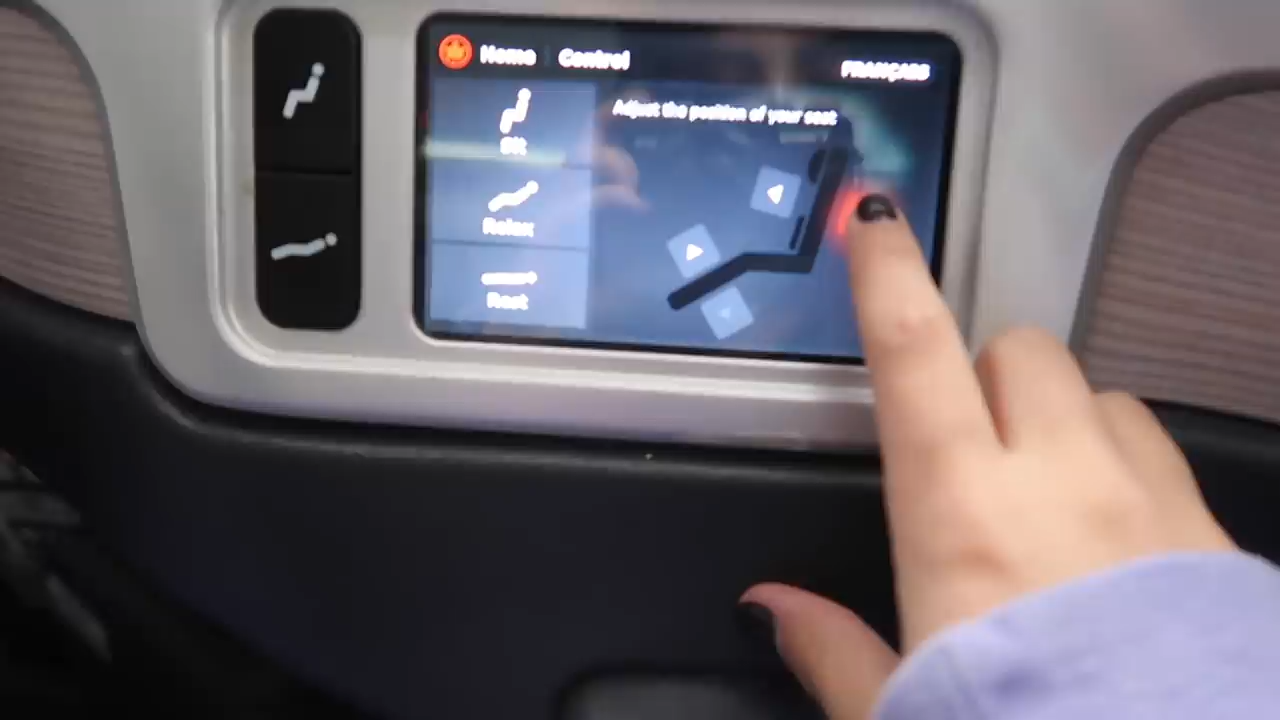 Home Control
FRANÇAIS
Adjust the position of your seat
Sit
Relax
Rest